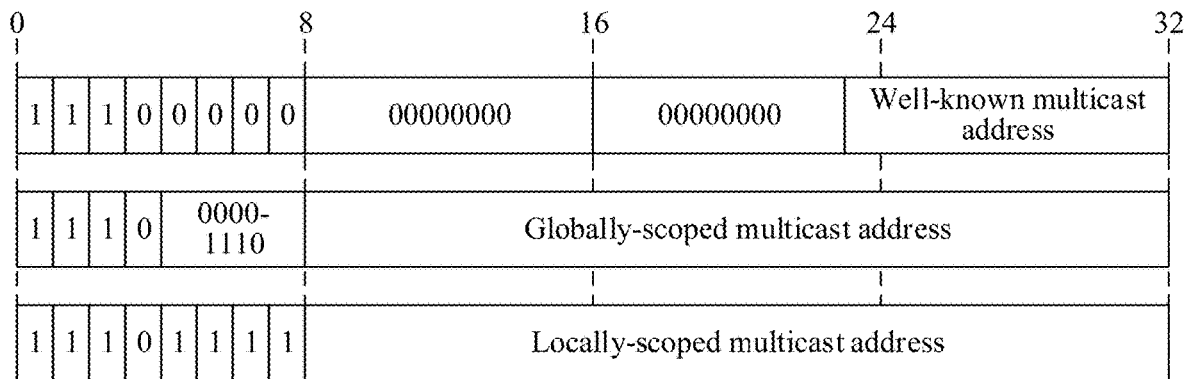 0 8 16 24 32
1 1 1 0 0 0 0 0 00000000 00000000 Well-known multicast
address
1 1 1 0 0000-
1110 Globally-scoped multicast address
1 1 1 0 1 1 1 1 Locally-scoped multicast address